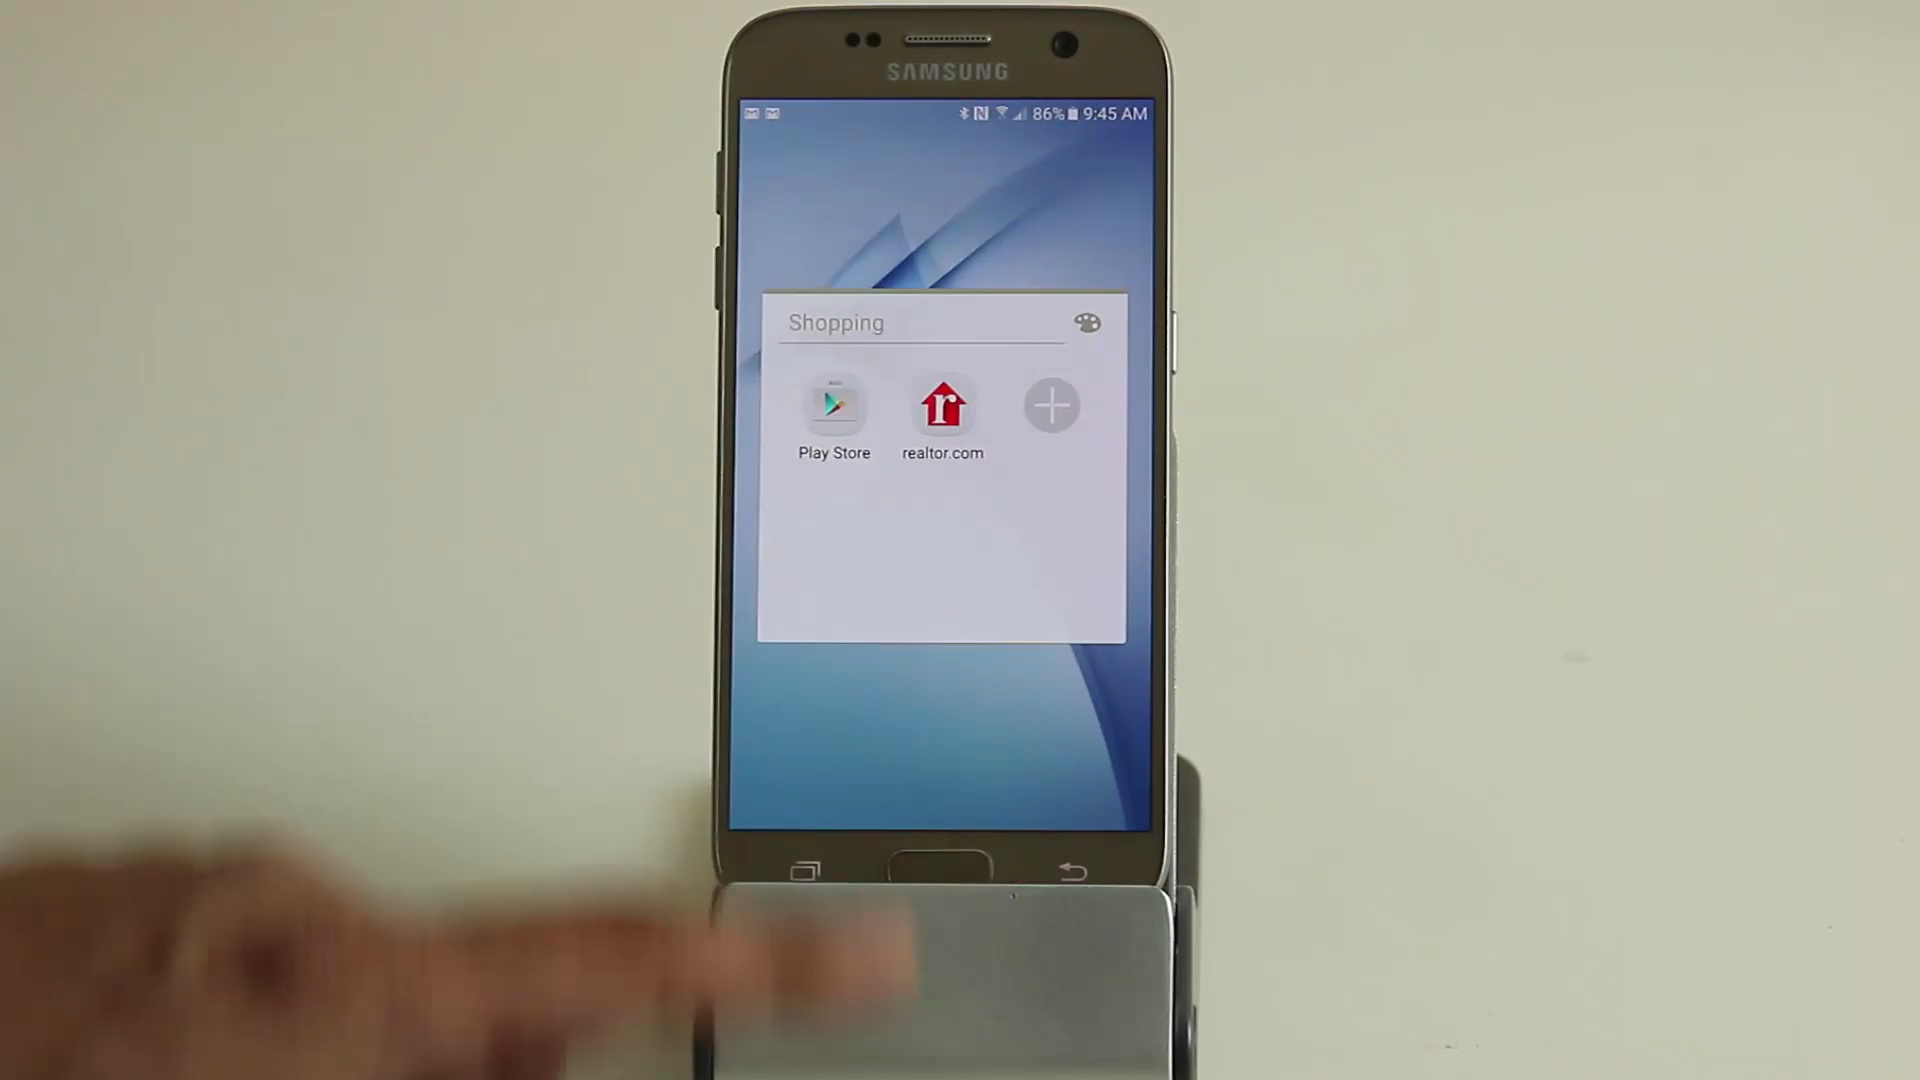 SAMSUNG
86% 9:45 AM
Shopping
Play Store
realtor.com